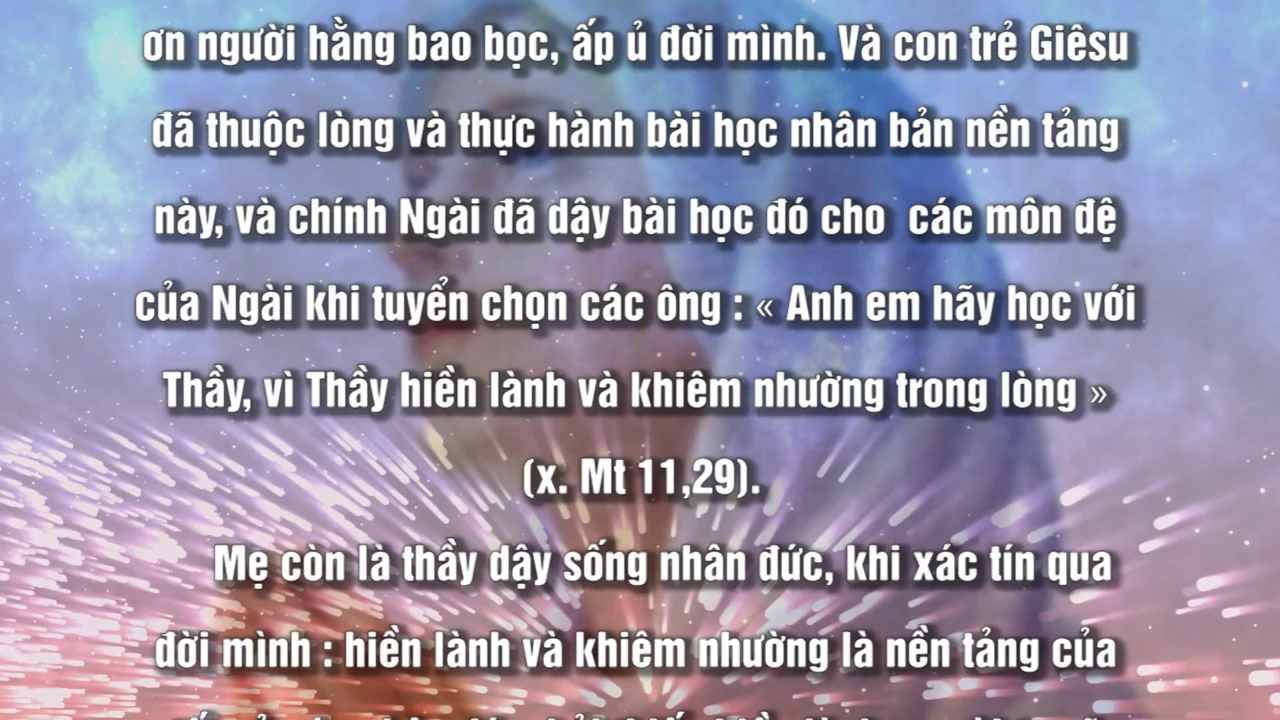 ơn người hằng bao bọc, ấp ủ đời mình. Và con trẻ Giêsu
đã thuộc lòng và thực hành bài học nhân bản nền tảng
này, và chính Ngài đã dậy bài học đó cho  các môn đệ
của Ngài khi tuyển chọn các ông : « Anh em hãy học với
Thầy, vì Thầy hiền lành và khiêm nhường trong lòng »
(x. Mt 11,29).
Mẹ còn là thầy dậy sống nhân đức, khi xác tín qua
đời mình : hiền lành và khiêm nhường là nền tảng của